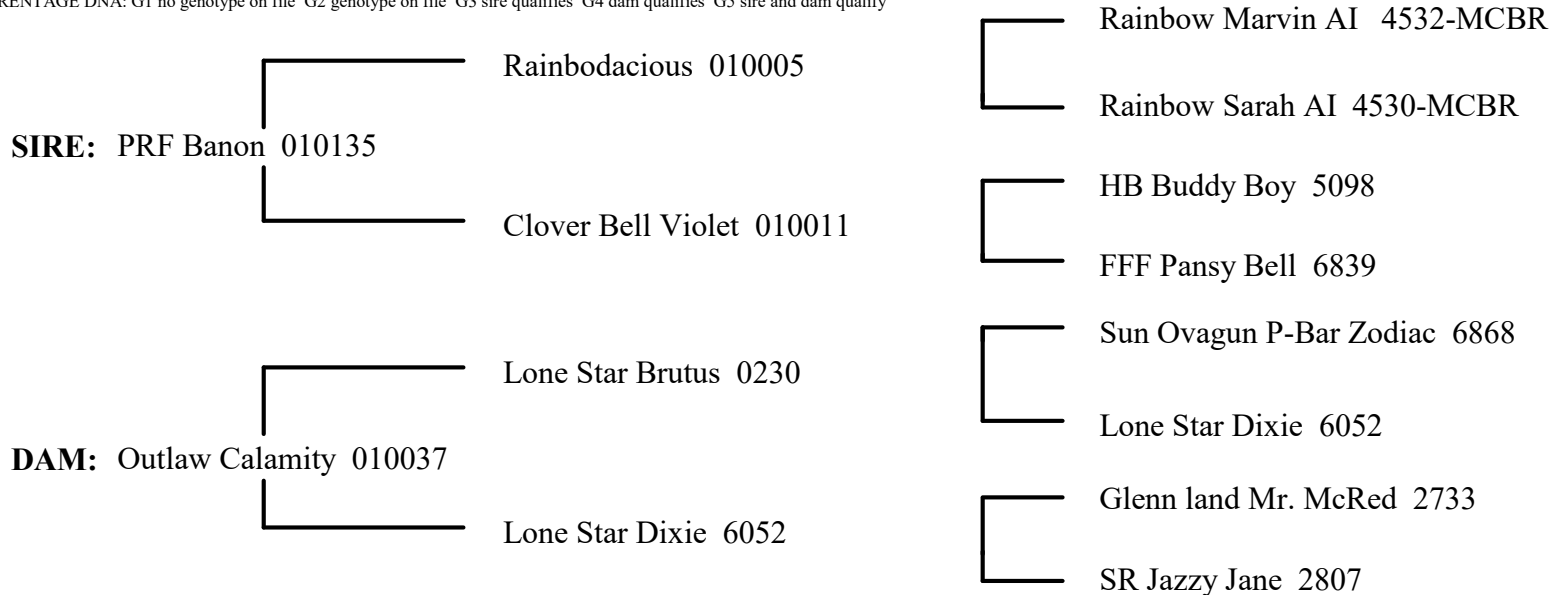 PARENTAGE DNA: G1 no genotype on file G2 genotype on file G3 sire qualifies G4 dam qualifies G5 sire and dam qualify
Rainbow Marvin AI 4532-MCBR
Rainbodacious 010005
Rainbow Sarah AI 4530-MCBR
SIRE: PRF Banon 010135
HB Buddy Boy 5098
Clover Bell Violet 010011
FFF Pansy Bell 6839
Sun Ovagun P-Bar Zodiac 6868
Lone Star Brutus 0230
Lone Star Dixie 6052
DAM: Outlaw Calamity 010037
Glenn land Mr. McRed 2733
Lone Star Dixie 6052
SR Jazzy Jane 2807